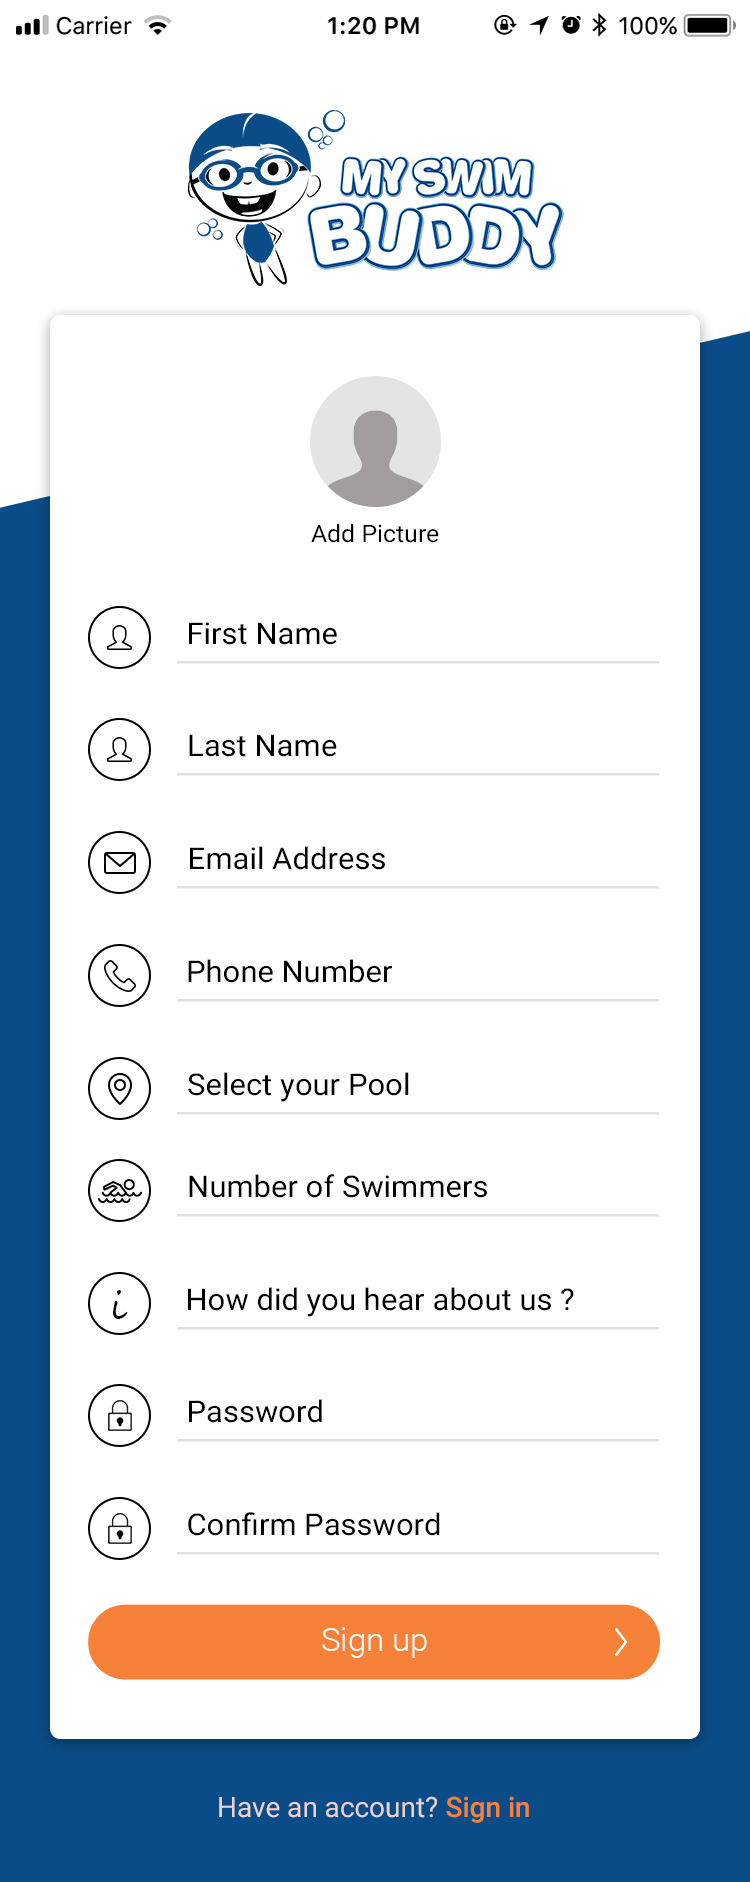 Carrier 1:20 PM 100%
MY SWIM
BUDDY
Add Picture
First Name
Last Name
Email Address
Phone Number
Select your Pool
Number of Swimmers
How did you hear about us ?
Password
Confirm Password
Sign up
Have an account? Sign in